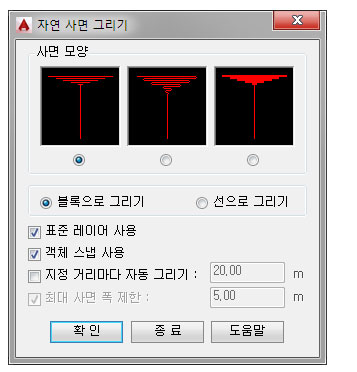 자연 사면 그리기
사면 모양
블록으로 그리기 선으로 그리기
표준 레이어 사용
객체 스냅 사용
지정 거리마다 자동 그리기 : 20,00 m
최대 사면 폭 제한 : 5,00 m
확 인 종 료 도움말